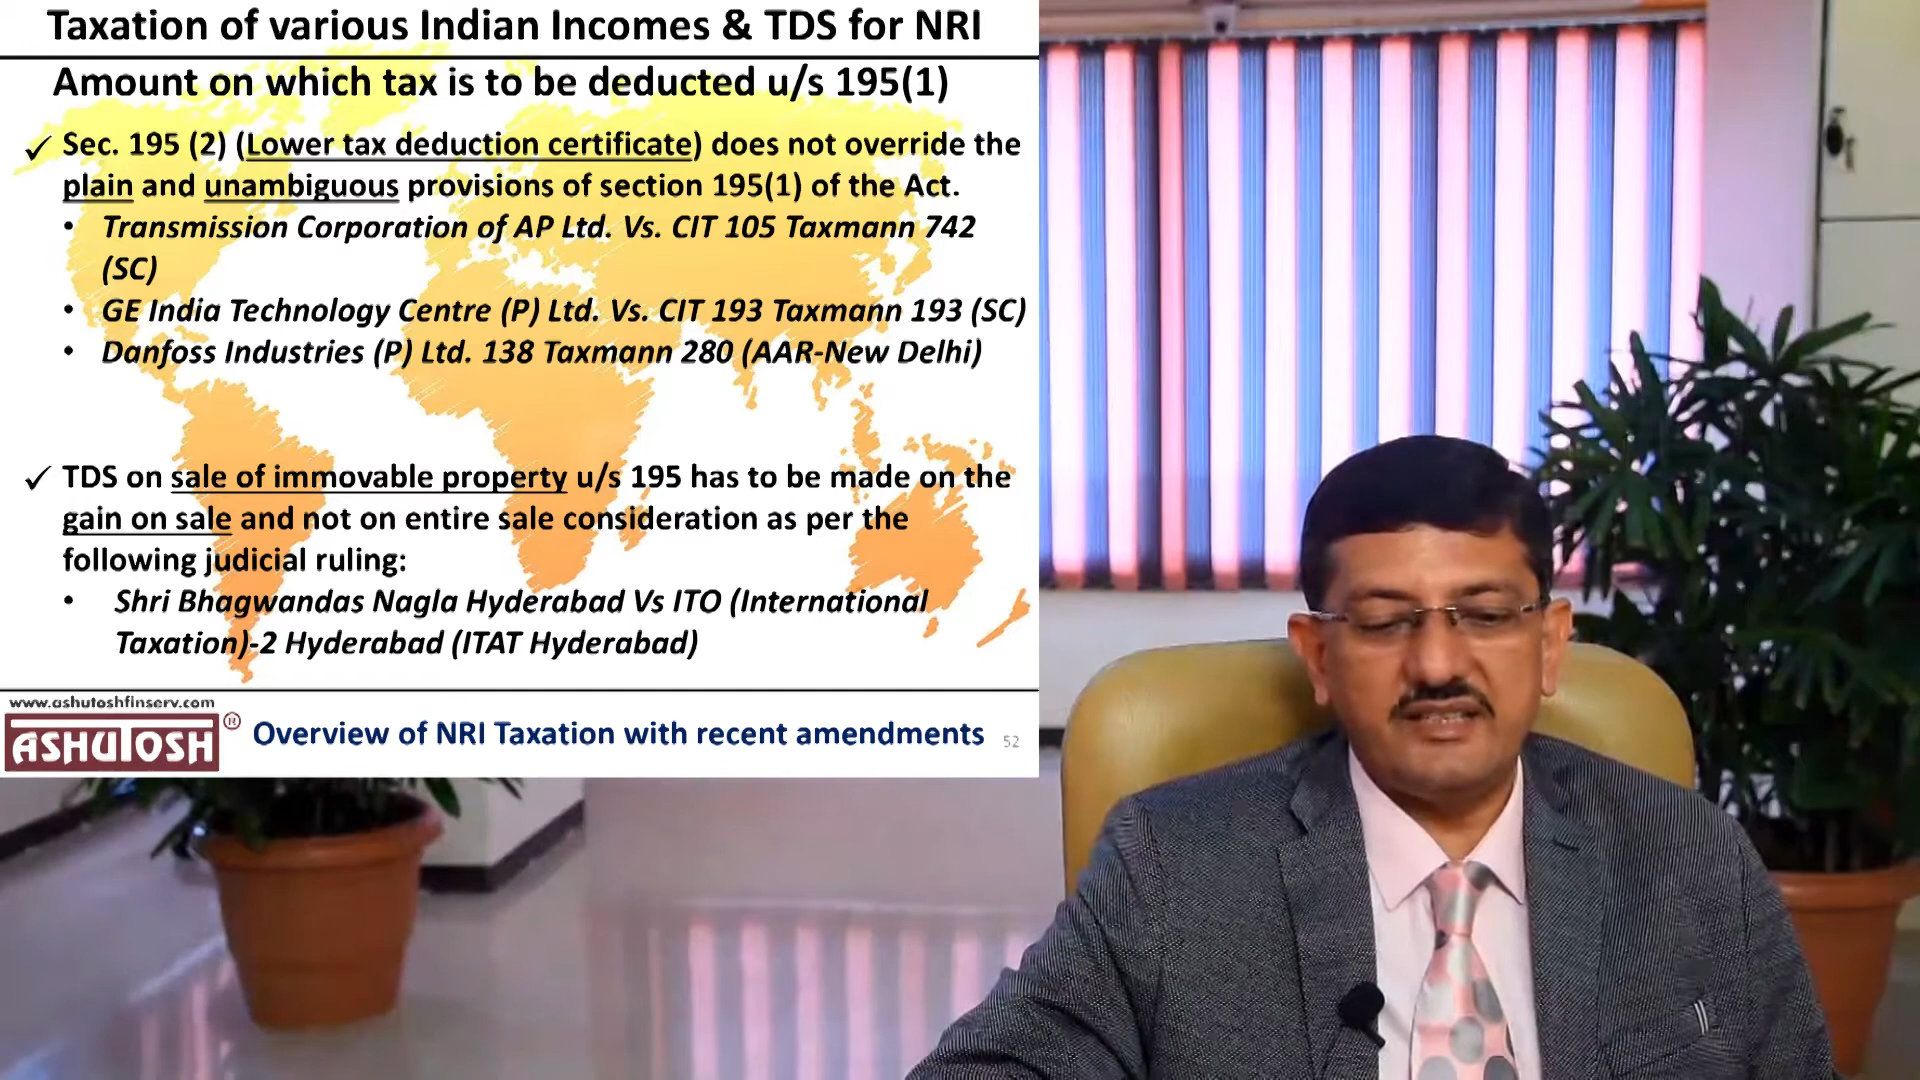 Taxation of various Indian Incomes & TDS for NRI
Amount on which tax is to be deducted u/s 195(1)
✓ Sec. 195 (2) (Lower tax deduction certificate) does not override the
plain and unambiguous provisions of section 195(1) of the Act.
• Transmission Corporation of AP Ltd. Vs. CIT 105 Taxmann 742
(SC)
• GE India Technology Centre (P) Ltd. Vs. CIT 193 Taxmann 193 (SC)
• Danfoss Industries (P) Ltd. 138 Taxmann 280 (AAR-New Delhi)
✓ TDS on sale of immovable property u/s 195 has to be made on the
gain on sale and not on entire sale consideration as per the
following judicial ruling:
• Shri Bhagwandas Nagla Hyderabad Vs ITO (International
Taxation)-2 Hyderabad (ITAT Hyderabad)
www.ashutoshfinserv.com
ASHUTOSH ®
Overview of NRI Taxation with recent amendments
52